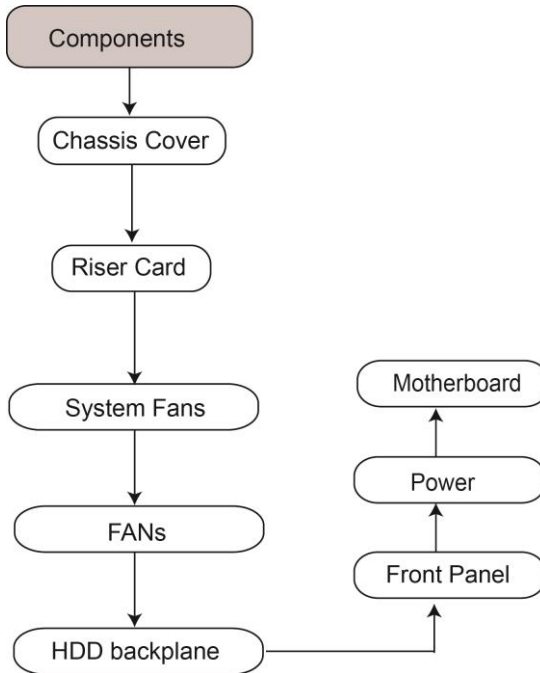 Components
Chassis Cover
Riser Card
System Fans
FANs
HDD backplane
Front Panel
Power
Motherboard